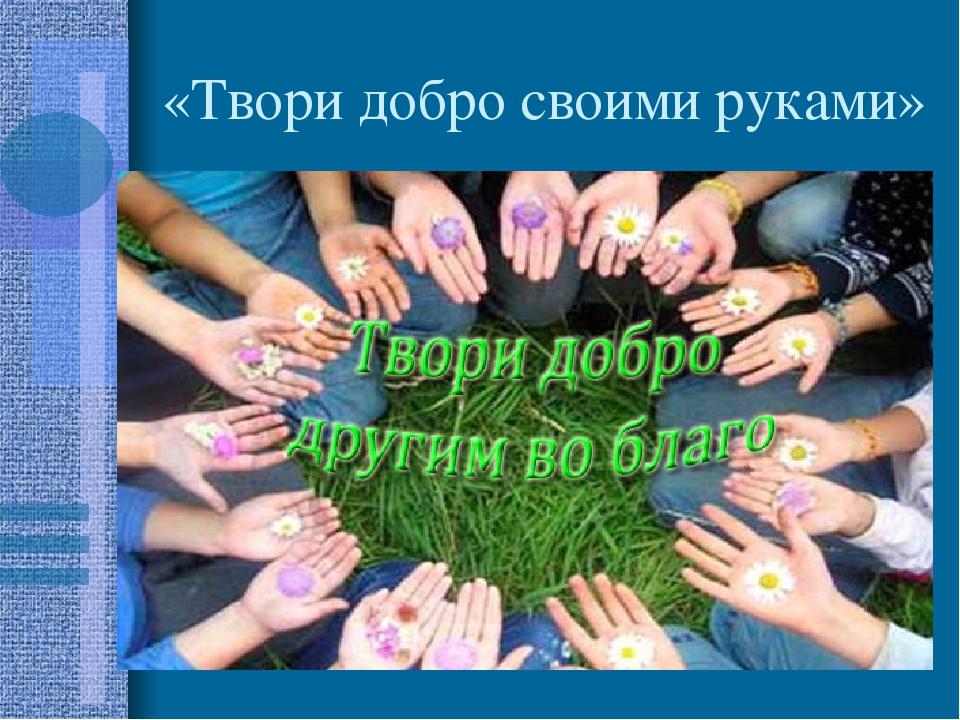 «Твори добро своими руками»
Твори добро
другим во благо